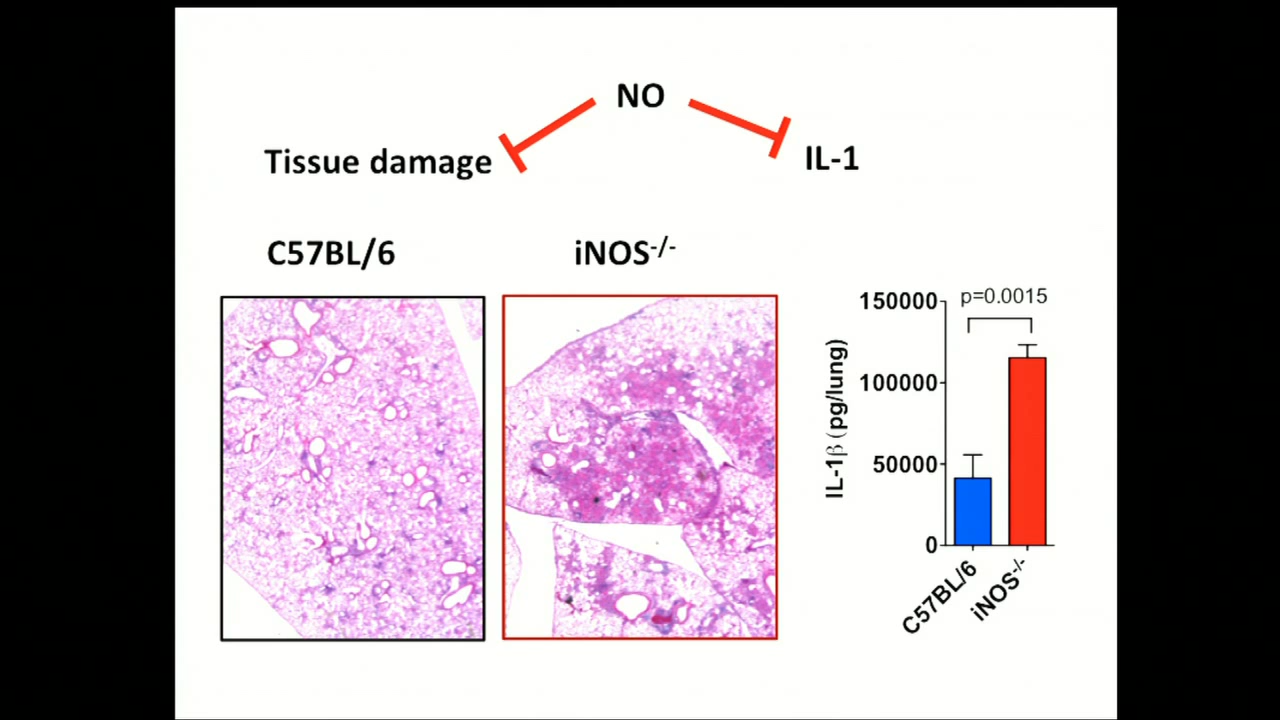 NO
Tissue damage
IL-1
C57BL/6
iNOS-/-
p=0.0015
150000
100000
50000
0
IL-1β (pg/lung)
C57BL/6
iNOS-/-